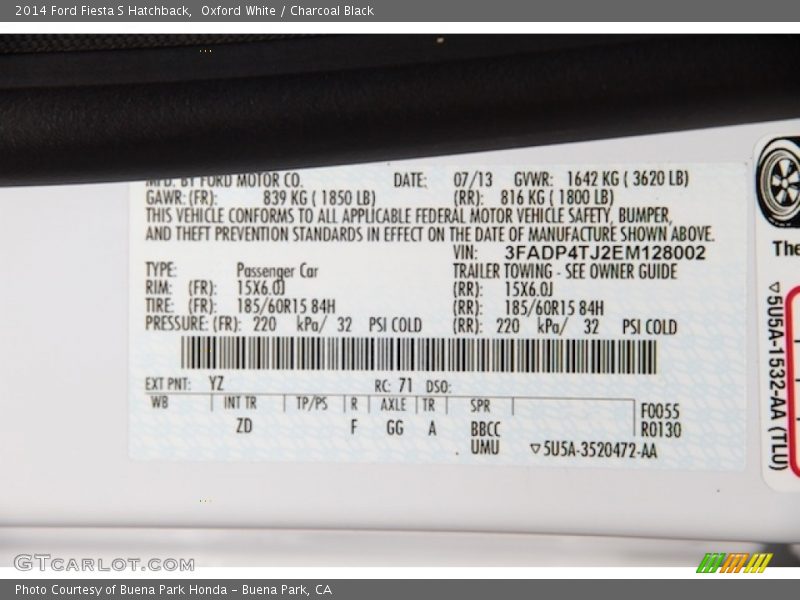 2014 Ford Fiesta S Hatchback,  Oxford White / Charcoal Black
MFD. BY FORD MOTOR CO. DATE: 07/13 GVWR: 1642 KG ( 3620 LB)
GAWR: (FR): 839 KG ( 1850 LB) (RR): 816 KG ( 1800 LB)
THIS VEHICLE CONFORMS TO ALL APPLICABLE FEDERAL MOTOR VEHICLE SAFETY, BUMPER,
AND THEFT PREVENTION STANDARDS IN EFFECT ON THE DATE OF MANUFACTURE SHOWN ABOVE.
VIN: 3FADP4TJ2EM128002
TYPE: Passenger Car TRAILER TOWING - SEE OWNER GUIDE
RIM: (FR): 15X6.0J (RR): 15X6.0J
TIRE: (FR): 185/60R15 84H (RR): 185/60R15 84H
PRESSURE: (FR): 220 kPa/ 32 PSI COLD (RR): 220 kPa/ 32 PSI COLD
EXT PNT: YZ RC: 71 DSO:
WB INT TR TP/PS R AXLE TR SPR F0055
ZD F GG A BBCC R0130
UMU ▽5U5A-3520472-AA
The
▽5U5A-1532-AA (TLU)
GTCARLOT.COM
Photo Courtesy of Buena Park Honda – Buena Park, CA